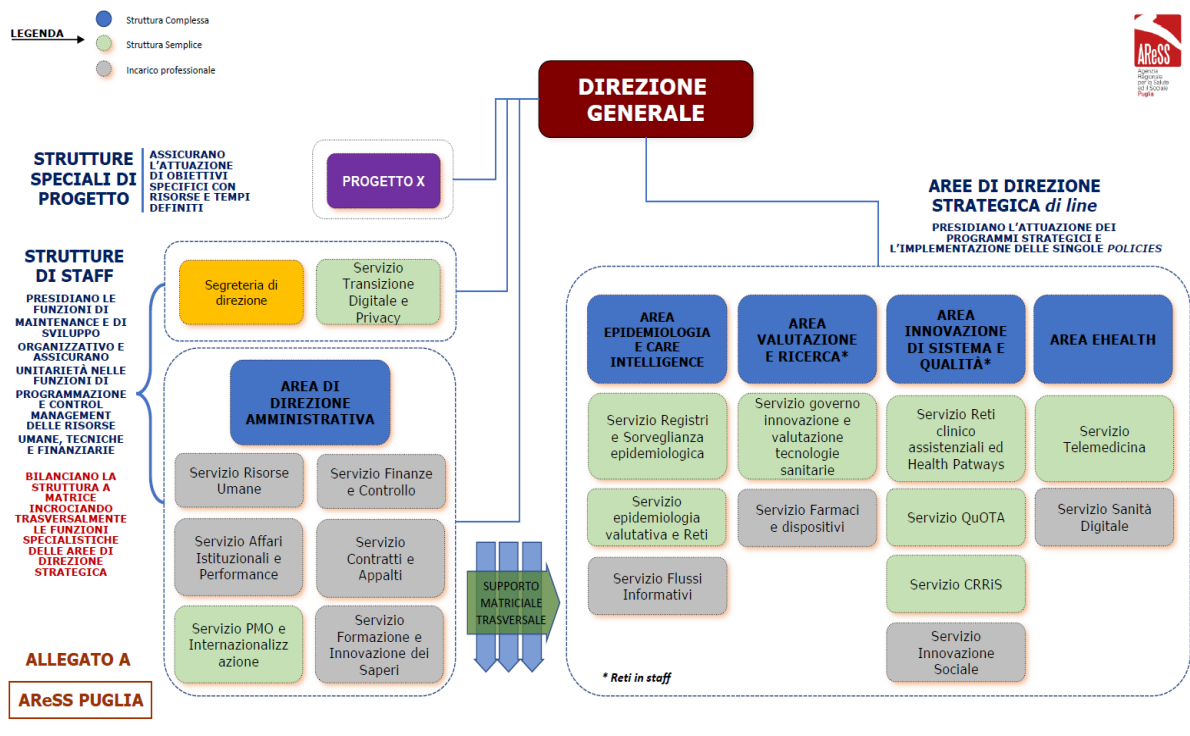 LEGENDA
Struttura Complessa
Struttura Semplice
Incarico professionale
AReSS
Agenzia
Regionale
per la Salute
ed il Sociale
Puglia
DIREZIONE
GENERALE
STRUTTURE
SPECIALI DI
PROGETTO
ASSICURANO
L'ATTUAZIONE
DI OBIETTIVI
SPECIFICI CON
RISORSE E TEMPI
DEFINITI
PROGETTO X
AREE DI DIREZIONE
STRATEGICA di line
PRESIDIANO L'ATTUAZIONE DEI
PROGRAMMI STRATEGICI E
L'IMPLEMENTAZIONE DELLE SINGOLE POLICIES
STRUTTURE
DI STAFF
PRESIDIANO LE
FUNZIONI DI
MAINTENANCE E DI
SVILUPPO
ORGANIZZATIVO E
ASSICURANO
UNITARIETÀ NELLE
FUNZIONI DI
PROGRAMMAZIONE
E CONTROL
MANAGEMENT
DELLE RISORSE
UMANE, TECNICHE
E FINANZIARIE
BILANCIANO LA
STRUTTURA A
MATRICE
INCROCIANDO
TRASVERSALMENTE
LE FUNZIONI
SPECIALISTICHE
DELLE AREE DI
DIREZIONE
STRATEGICA
Segreteria di
direzione
Servizio
Transizione
Digitale e
Privacy
AREA DI
DIREZIONE
AMMINISTRATIVA
Servizio Risorse
Umane
Servizio Finanze
e Controllo
Servizio Affari
Istituzionali e
Performance
Servizio
Contratti e
Appalti
Servizio PMO e
Internazionalizz
azione
Servizio
Formazione e
Innovazione dei
Saperi
SUPPORTO
MATRICIALE
TRASVERSALE
AREA
EPIDEMIOLOGIA
E CARE
INTELLIGENCE
Servizio Registri
e Sorveglianza
epidemiologica
Servizio
epidemiologia
valutativa e Reti
Servizio Flussi
Informativi
AREA
VALUTAZIONE
E RICERCA*
Servizio governo
innovazione e
valutazione
tecnologie
sanitarie
Servizio Farmaci
e dispositivi
AREA
INNOVAZIONE
DI SISTEMA E
QUALITÀ*
Servizio Reti
clinico
assistenziali ed
Health Patways
Servizio QuOTA
Servizio CRRiS
Servizio
Innovazione
Sociale
AREA EHEALTH
Servizio
Telemedicina
Servizio Sanità
Digitale
* Reti in staff
ALLEGATO A
AReSS PUGLIA